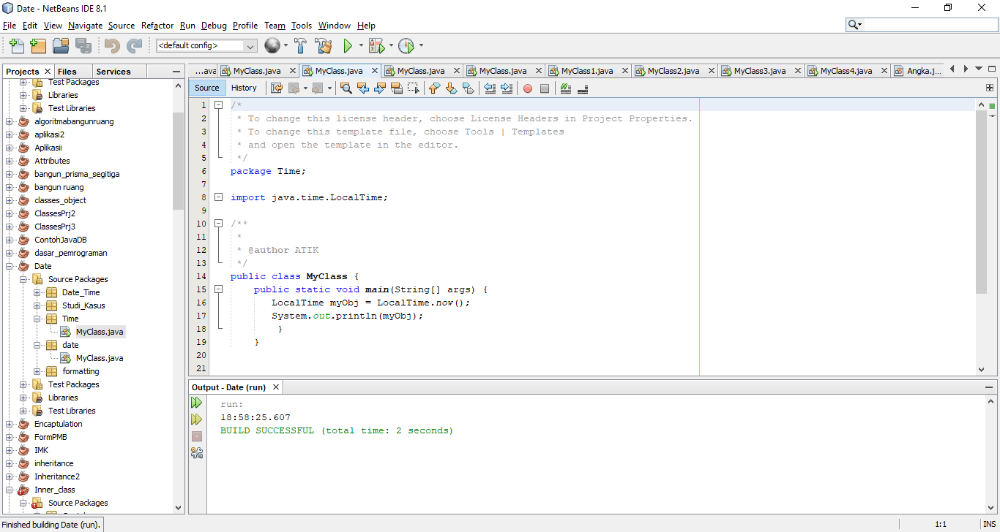 Date - NetBeans IDE 8.1
File Edit View Navigate Source Refactor Run Debug Profile Team Tools Window Help
<default config>
Projects Files Services
Test Packages
Libraries
Test Libraries
algoritmabangunruang
aplikasi2
Aplikasii
Attributes
bangun_prisma_segitiga
bangun ruang
classes_object
ClassesPrj2
ClassesPrj3
ContohJavaDB
dasar_pemrograman
Date
Source Packages
Date_Time
Studi_Kasus
Time
MyClass.java
date
MyClass.java
formatting
Test Packages
Libraries
Test Libraries
Encaptulation
FormPMB
IMK
inheritance
Inheritance2
Inner_class
Source Packages
...ava MyClass.java MyClass.java MyClass.java MyClass.java MyClass1.java MyClass2.java MyClass3.java MyClass4.java Angka.j...
Source History
1 /*
2 * To change this license header, choose License Headers in Project Properties.
3 * To change this template file, choose Tools | Templates
4 * and open the template in the editor.
5 */
6 package Time;
7
8 import java.time.LocalTime;
9
10 /**
11 *
12 * @author ATIK
13 */
14 public class MyClass {
15 public static void main(String[] args) {
16 LocalTime myObj = LocalTime.now();
17 System.out.println(myObj);
18 }
19 }
20
21
Output - Date (run)
run:
18:58:25.607
BUILD SUCCESSFUL (total time: 2 seconds)
Finished building Date (run).
1:1 INS